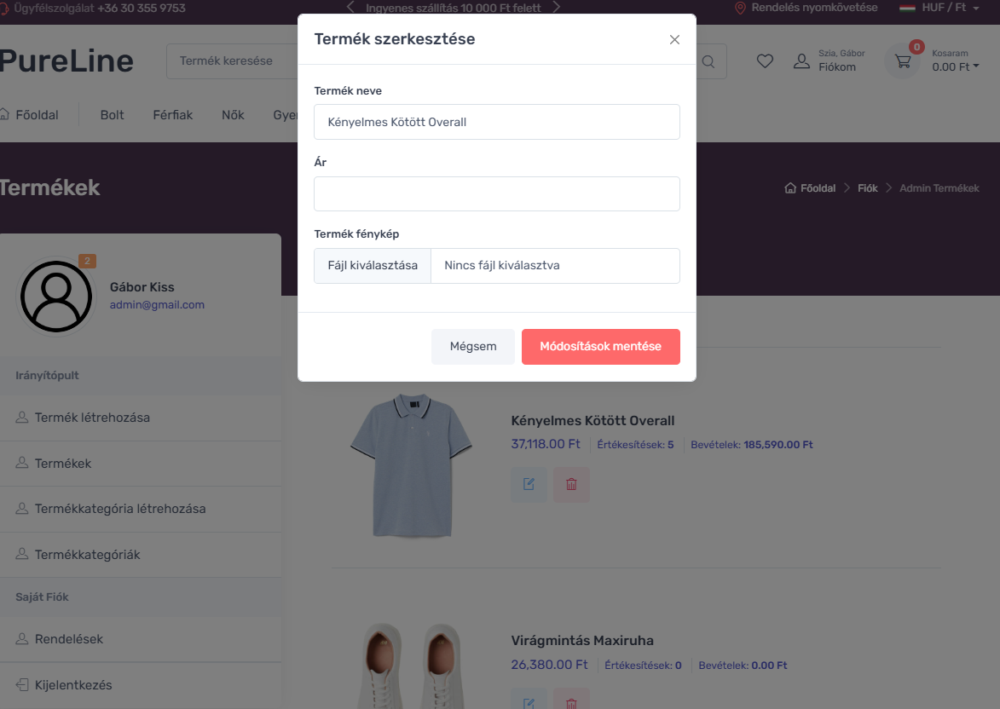 Ügyfélszolgálat +36 30 355 9753
Ingyenes szállítás 10 000 Ft felett
Rendelés nyomkövetése
HUF / Ft
PureLine
Termék keresése
Szia, Gábor
Fiókom
0
Kosaram
0.00 Ft
Főoldal
Bolt
Férfiak
Nők
Gye
Termékek
Főoldal
Fiók
Admin Termékek
Termék szerkesztése
Termék neve
Kényelmes Kötött Overall
Ár
Termék fénykép
Fájl kiválasztása
Nincs fájl kiválasztva
Mégsem
Módosítások mentése
2
Gábor Kiss
admin@gmail.com
Irányítópult
Termék létrehozása
Termékek
Termékkategória létrehozása
Termékkategóriák
Saját Fiók
Rendelések
Kijelentkezés
Kényelmes Kötött Overall
37,118.00 Ft
Értékesítések: 5
Bevételek: 185,590.00 Ft
Virágmintás Maxiruha
26,380.00 Ft
Értékesítések: 0
Bevételek: 0.00 Ft